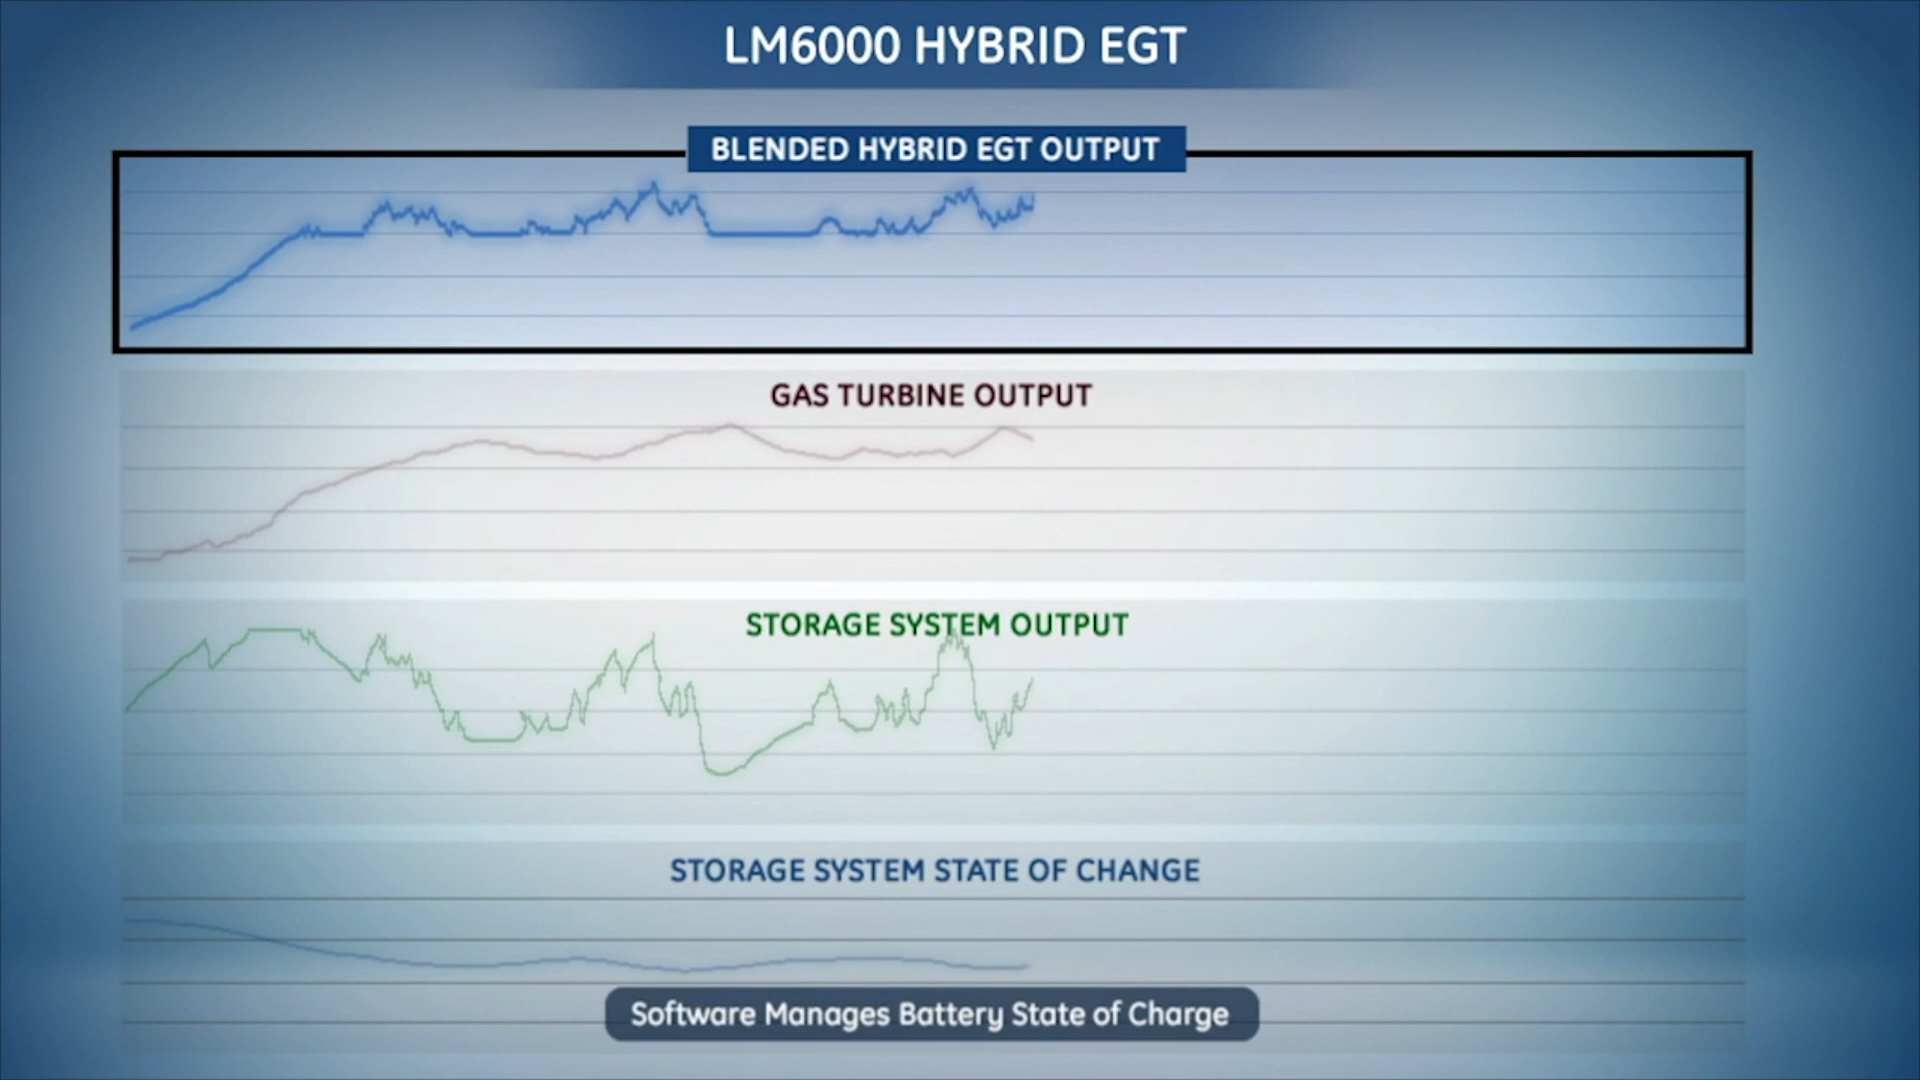 LM6000 HYBRID EGT
BLENDED HYBRID EGT OUTPUT
GAS TURBINE OUTPUT
STORAGE SYSTEM OUTPUT
STORAGE SYSTEM STATE OF CHANGE
Software Manages Battery State of Charge